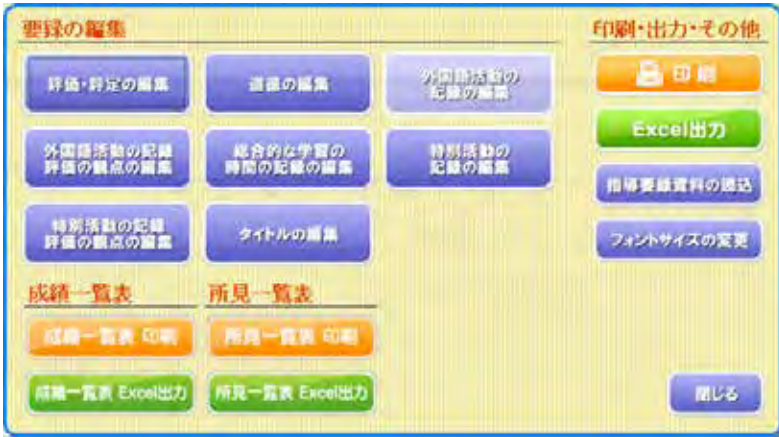 要録の編集
評価・評定の編集
道徳の編集
外国語活動の
記録の編集
外国語活動の記録
評価の観点の編集
総合的な学習の
時間の記録の編集
特別活動の
記録の編集
特別活動の記録
評価の観点の編集
タイトルの編集
成績一覧表
成績一覧表 印刷
成績一覧表 Excel出力
所見一覧表
所見一覧表 印刷
所見一覧表 Excel出力
印刷・出力・その他
印刷
Excel出力
指導要録資料の読込
フォントサイズの変更
閉じる